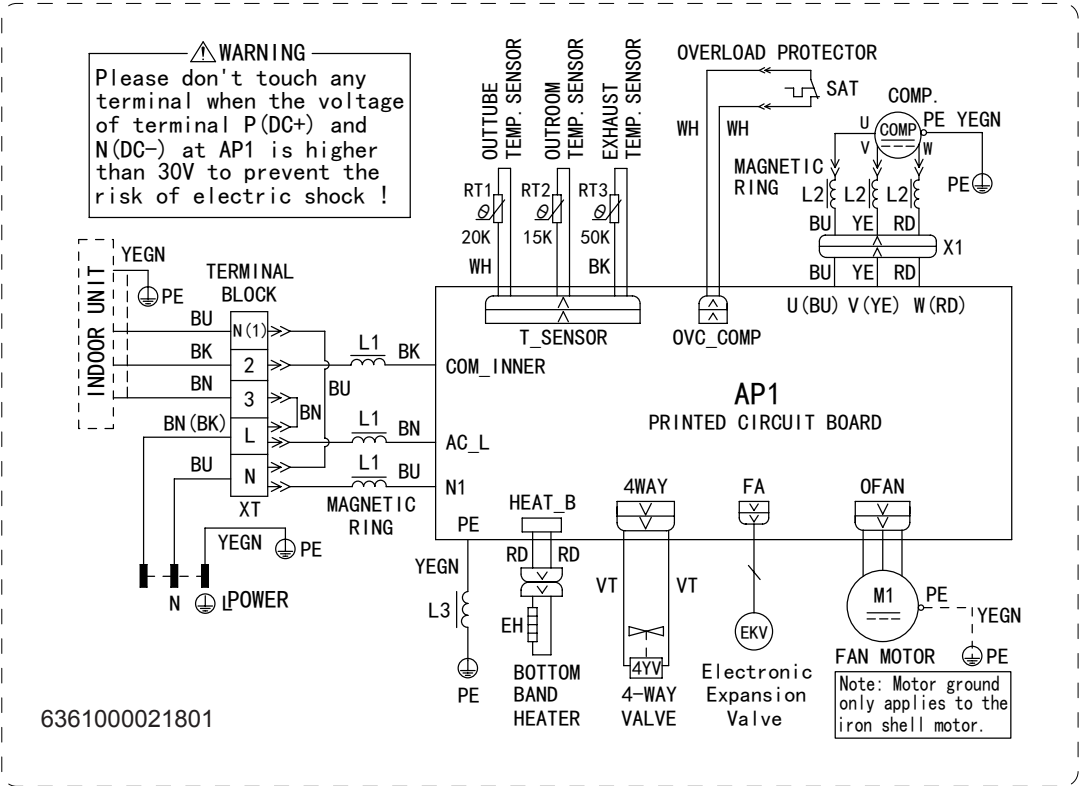 WARNING
Please don't touch any
terminal when the voltage
of terminal P(DC+) and
N(DC-) at AP1 is higher
than 30V to prevent the
risk of electric shock !
OUTTUBE
TEMP. SENSOR
OUTROOM
TEMP. SENSOR
EXHAUST
TEMP. SENSOR
RT1
RT2
RT3
θ
θ
θ
20K
15K
50K
WH
BK
OVERLOAD PROTECTOR
SAT
WH
WH
COMP.
U
COMP
PE
YEGN
V
W
MAGNETIC
RING
PE
L2
L2
L2
BU
YE
RD
X1
BU
YE
RD
U(BU)
V(YE)
W(RD)
T_SENSOR
OVC_COMP
INDOOR UNIT
YEGN
PE
TERMINAL
BLOCK
BU
N(1)
BK
2
L1
BK
COM_INNER
BN
3
BU
BN
BN(BK)
L
L1
BN
AC_L
BU
N
L1
BU
N1
XT
MAGNETIC
RING
AP1
PRINTED CIRCUIT BOARD
YEGN
PE
N
L
POWER
PE
YEGN
L3
PE
HEAT_B
RD
RD
EH
BOTTOM
BAND
HEATER
4WAY
VT
VT
4YV
4-WAY
VALVE
FA
EKV
Electronic
Expansion
Valve
OFAN
M1
PE
YEGN
FAN MOTOR
PE
Note: Motor ground
only applies to the
iron shell motor.
6361000021801